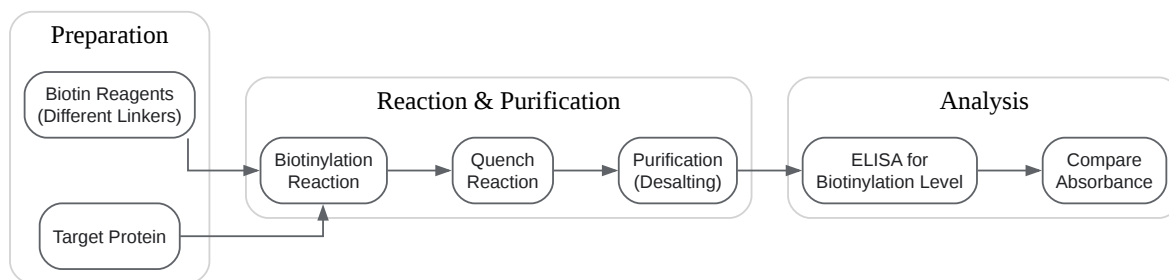 Preparation
Biotin Reagents
(Different Linkers)
Target Protein
Reaction & Purification
Biotinylation
Reaction
Quench
Reaction
Purification
(Desalting)
Analysis
ELISA for
Biotinylation Level
Compare
Absorbance